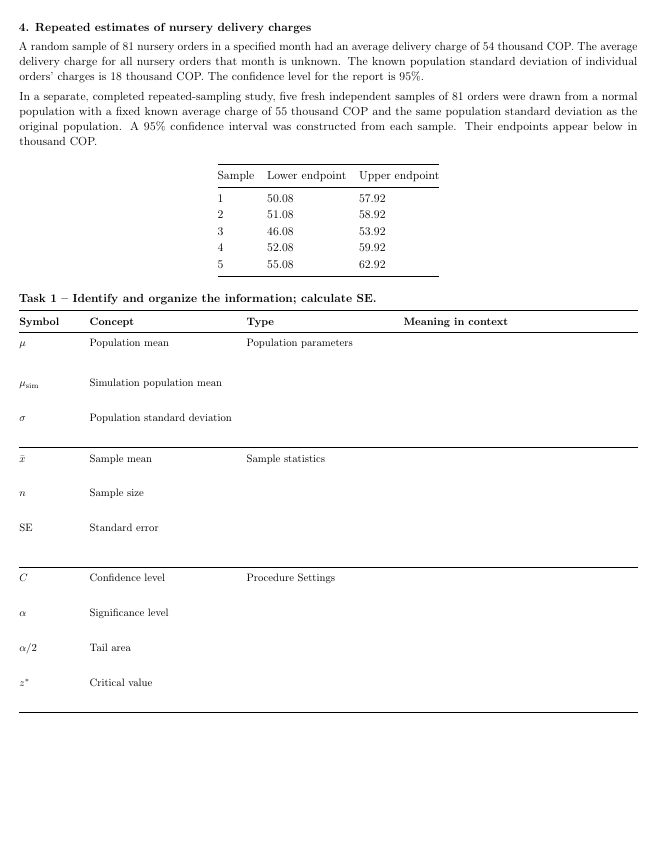 4. Repeated estimates of nursery delivery charges
A random sample of 81 nursery orders in a specified month had an average delivery charge of 54 thousand COP. The average
delivery charge for all nursery orders that month is unknown. The known population standard deviation of individual
orders' charges is 18 thousand COP. The confidence level for the report is 95%.
In a separate, completed repeated-sampling study, five fresh independent samples of 81 orders were drawn from a normal
population with a fixed known average charge of 55 thousand COP and the same population standard deviation as the
original population. A 95% confidence interval was constructed from each sample. Their endpoints appear below in
thousand COP.
Sample Lower endpoint Upper endpoint
1 50.08 57.92
2 51.08 58.92
3 46.08 53.92
4 52.08 59.92
5 55.08 62.92
Task 1 – Identify and organize the information; calculate SE.
Symbol Concept Type Meaning in context
μ Population mean Population parameters
μsim Simulation population mean
σ Population standard deviation
x̄ Sample mean Sample statistics
n Sample size
SE Standard error
C Confidence level Procedure Settings
α Significance level
α/2 Tail area
z* Critical value